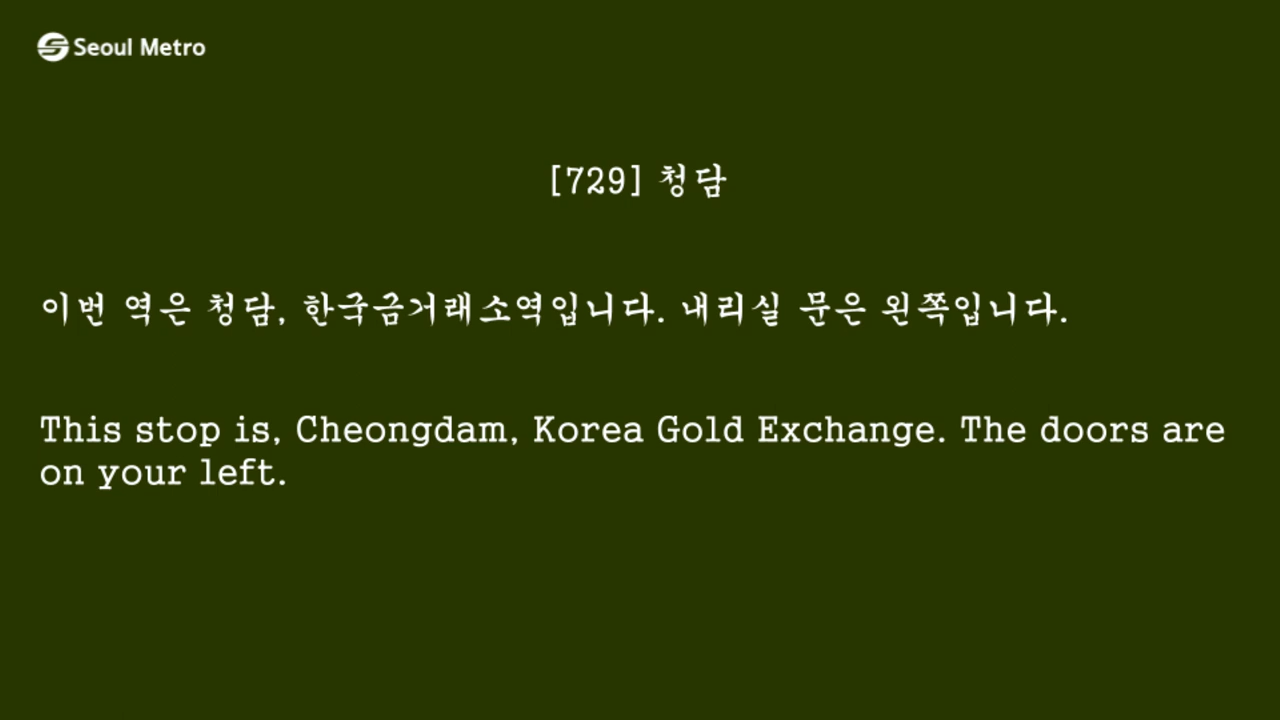 Seoul Metro
[729] 청담
이번 역은 청담, 한국금거래소역입니다. 내리실 문은 왼쪽입니다.
This stop is, Cheongdam, Korea Gold Exchange. The doors are
on your left.